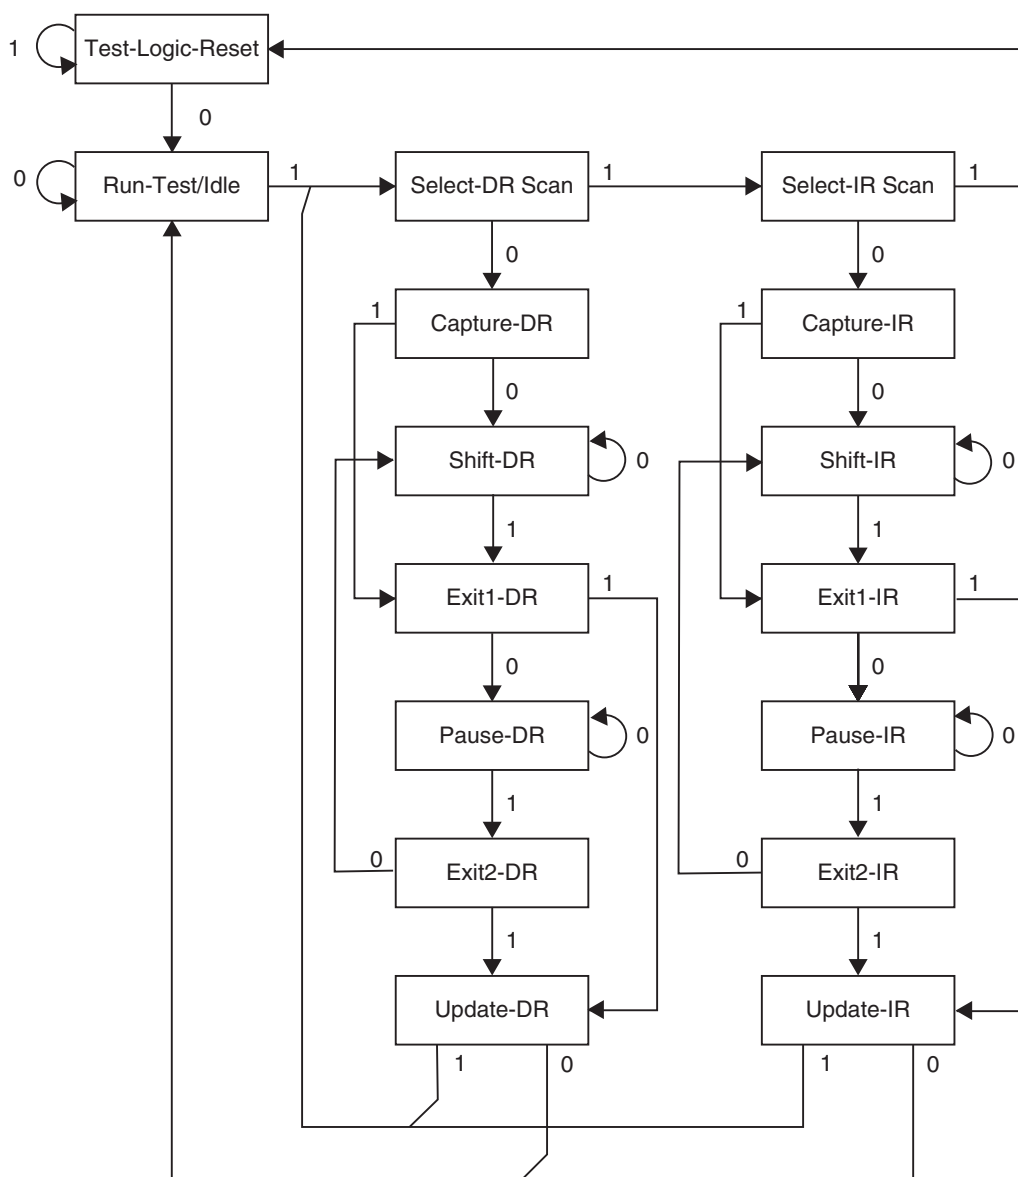 1
Test-Logic-Reset
0
0
Run-Test/Idle
1
Select-DR Scan
1
Select-IR Scan
1
0
0
1
Capture-DR
1
Capture-IR
0
0
Shift-DR
0
Shift-IR
0
1
1
Exit1-DR
1
Exit1-IR
1
0
0
Pause-DR
0
Pause-IR
0
1
1
0
Exit2-DR
0
Exit2-IR
1
1
Update-DR
Update-IR
1
0
1
0